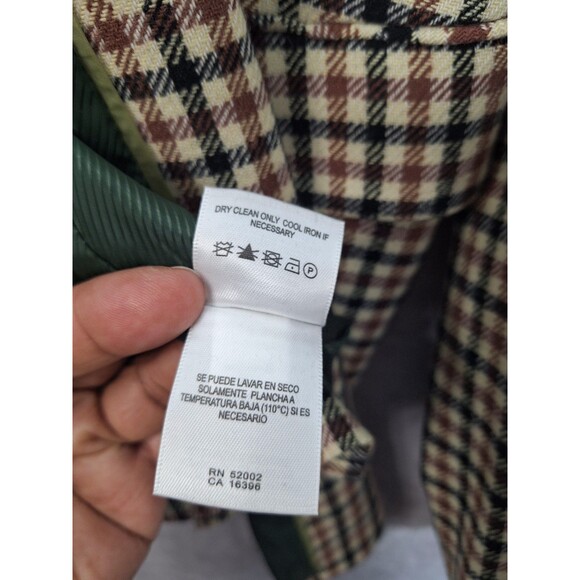 DRY CLEAN ONLY COOL IRON IF
NECESSARY
P
SE PUEDE LAVAR EN SECO
SOLAMENTE PLANCHA A
TEMPERATURA BAJA (110°C) SI ES
NECESARIO
RN 52002
CA 16396